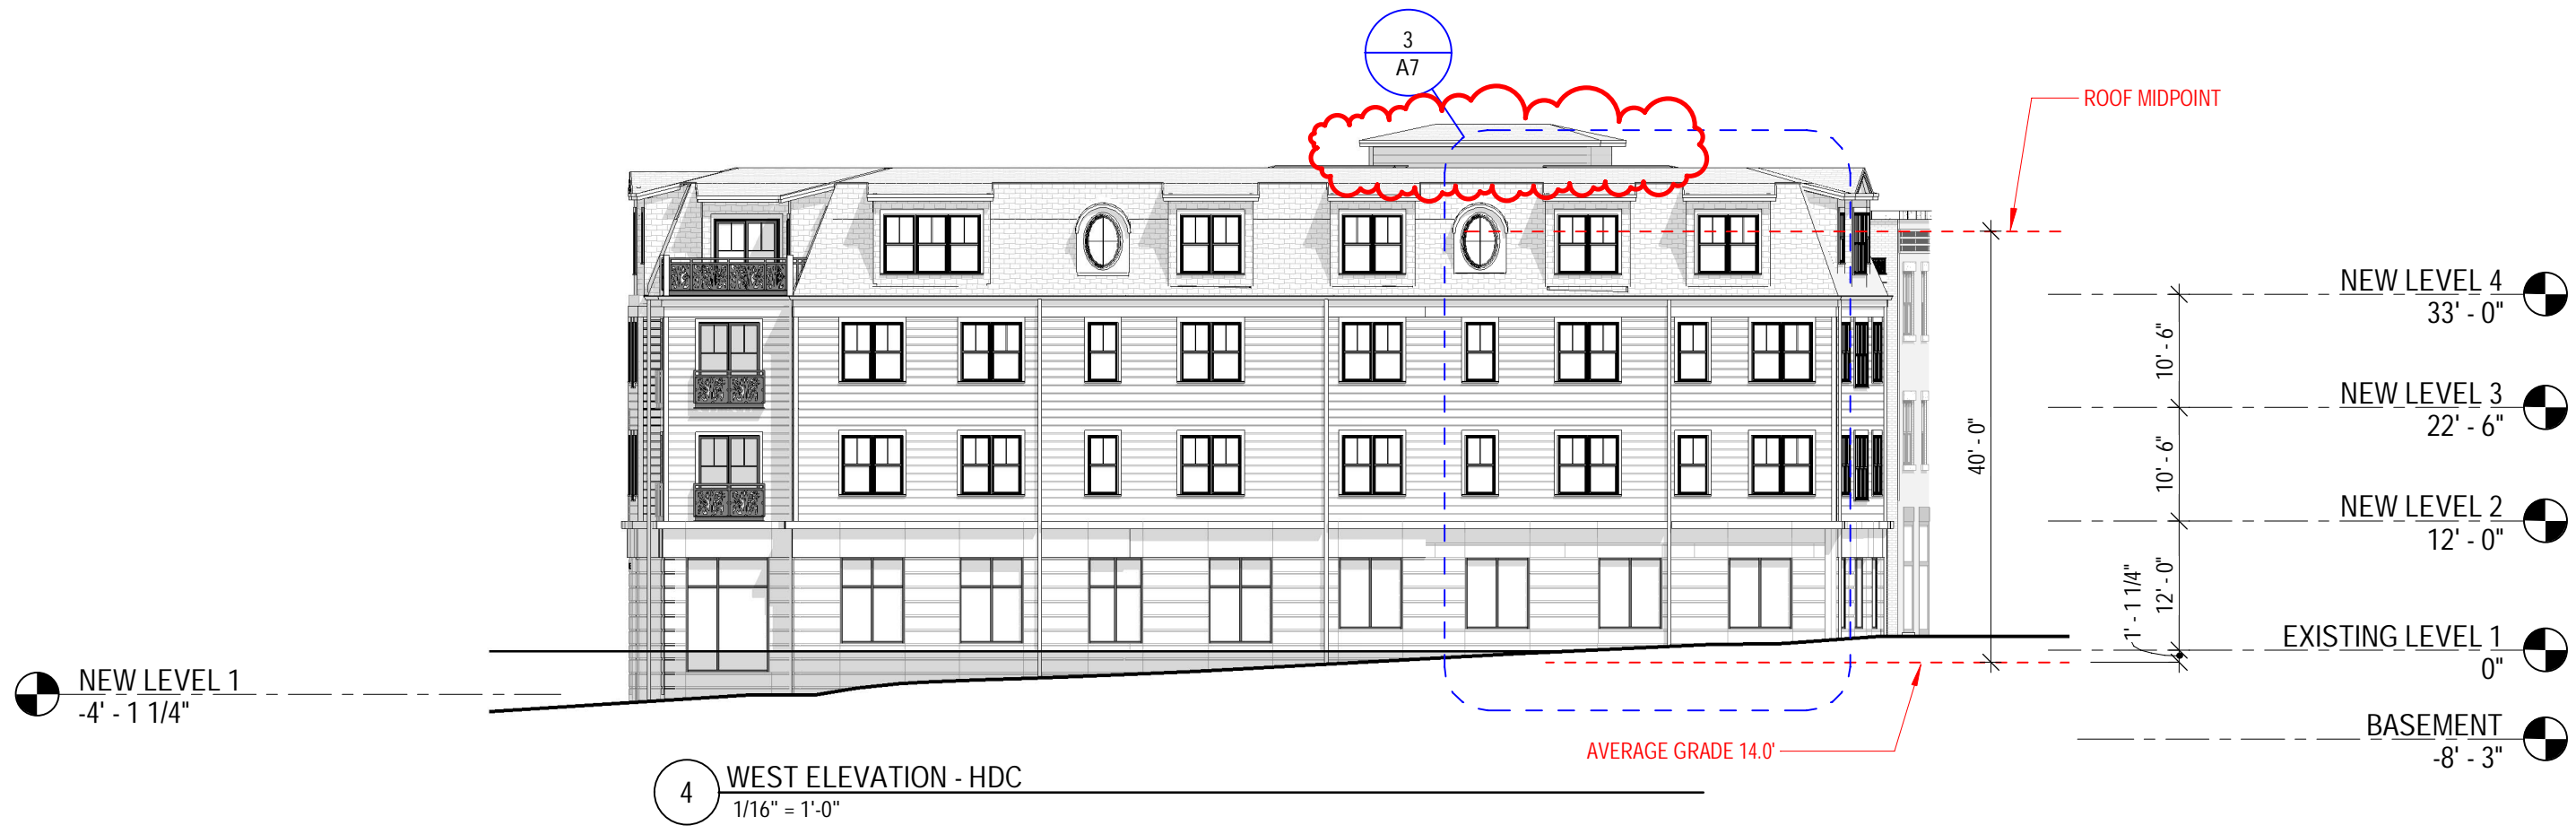 3
A7
ROOF MIDPOINT
NEW LEVEL 4
33' - 0"
10' - 6"
NEW LEVEL 3
22' - 6"
40' - 0"
10' - 6"
NEW LEVEL 2
12' - 0"
1' - 1 1/4"
12' - 0"
EXISTING LEVEL 1
0"
NEW LEVEL 1
-4' - 1 1/4"
BASEMENT
-8' - 3"
AVERAGE GRADE 14.0'
4
WEST ELEVATION - HDC
1/16" = 1'-0"